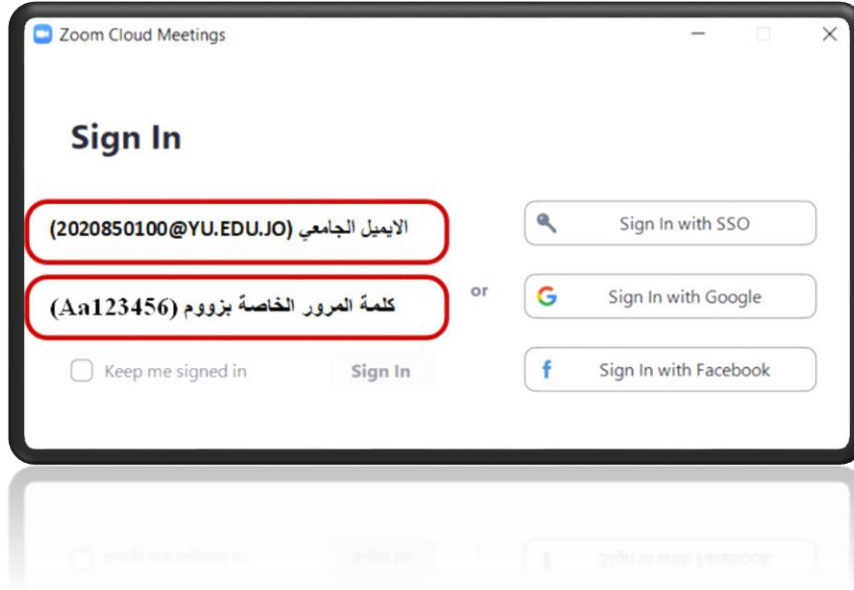 Zoom Cloud Meetings
Sign In
الايميل الجامعي (2020850100@YU.EDU.JO)
كلمة المرور الخاصة بزووم (Aa123456)
Keep me signed in
Sign In
or
Sign In with SSO
Sign In with Google
Sign In with Facebook